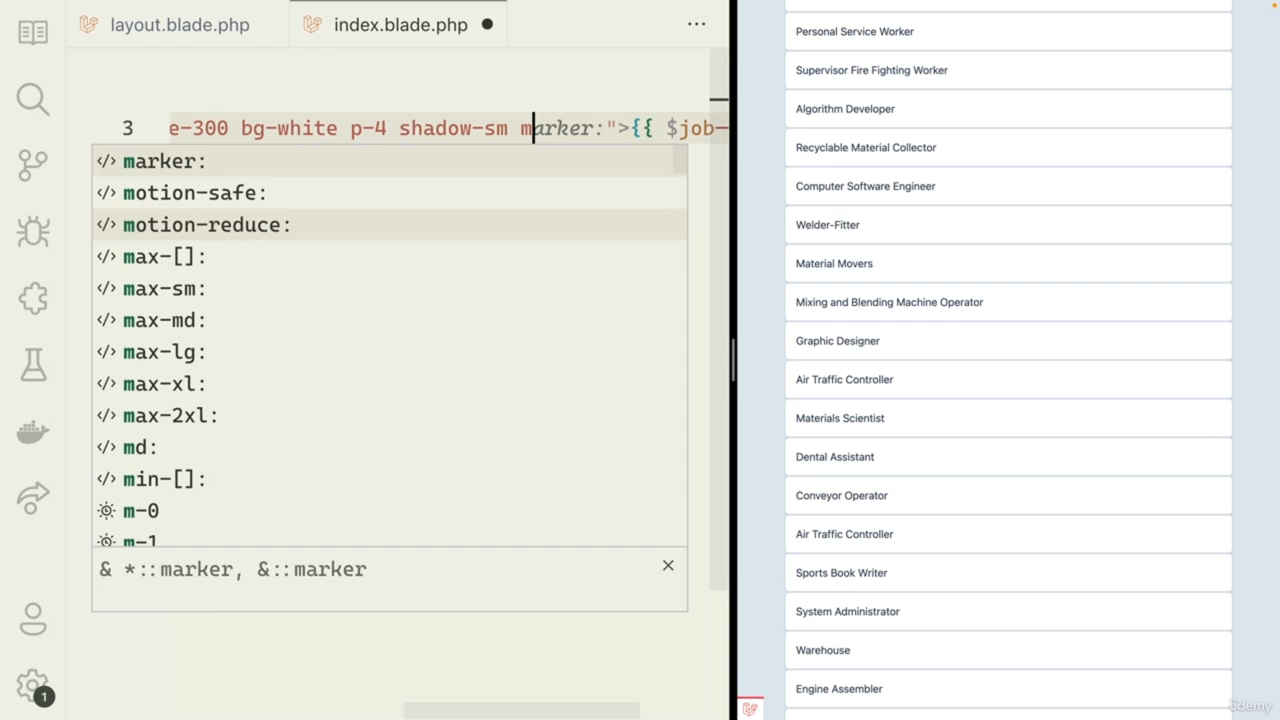 layout.blade.php
index.blade.php
3 e-300 bg-white p-4 shadow-sm marker:">{{ $job-
marker:
motion-safe:
motion-reduce:
max-[]:
max-sm:
max-md:
max-lg:
max-xl:
max-2xl:
md:
min-[]:
m-0
m-1
& *::marker, &::marker
1
Personal Service Worker
Supervisor Fire Fighting Worker
Algorithm Developer
Recyclable Material Collector
Computer Software Engineer
Welder-Fitter
Material Movers
Mixing and Blending Machine Operator
Graphic Designer
Air Traffic Controller
Materials Scientist
Dental Assistant
Conveyor Operator
Air Traffic Controller
Sports Book Writer
System Administrator
Warehouse
Engine Assembler
ûdemy